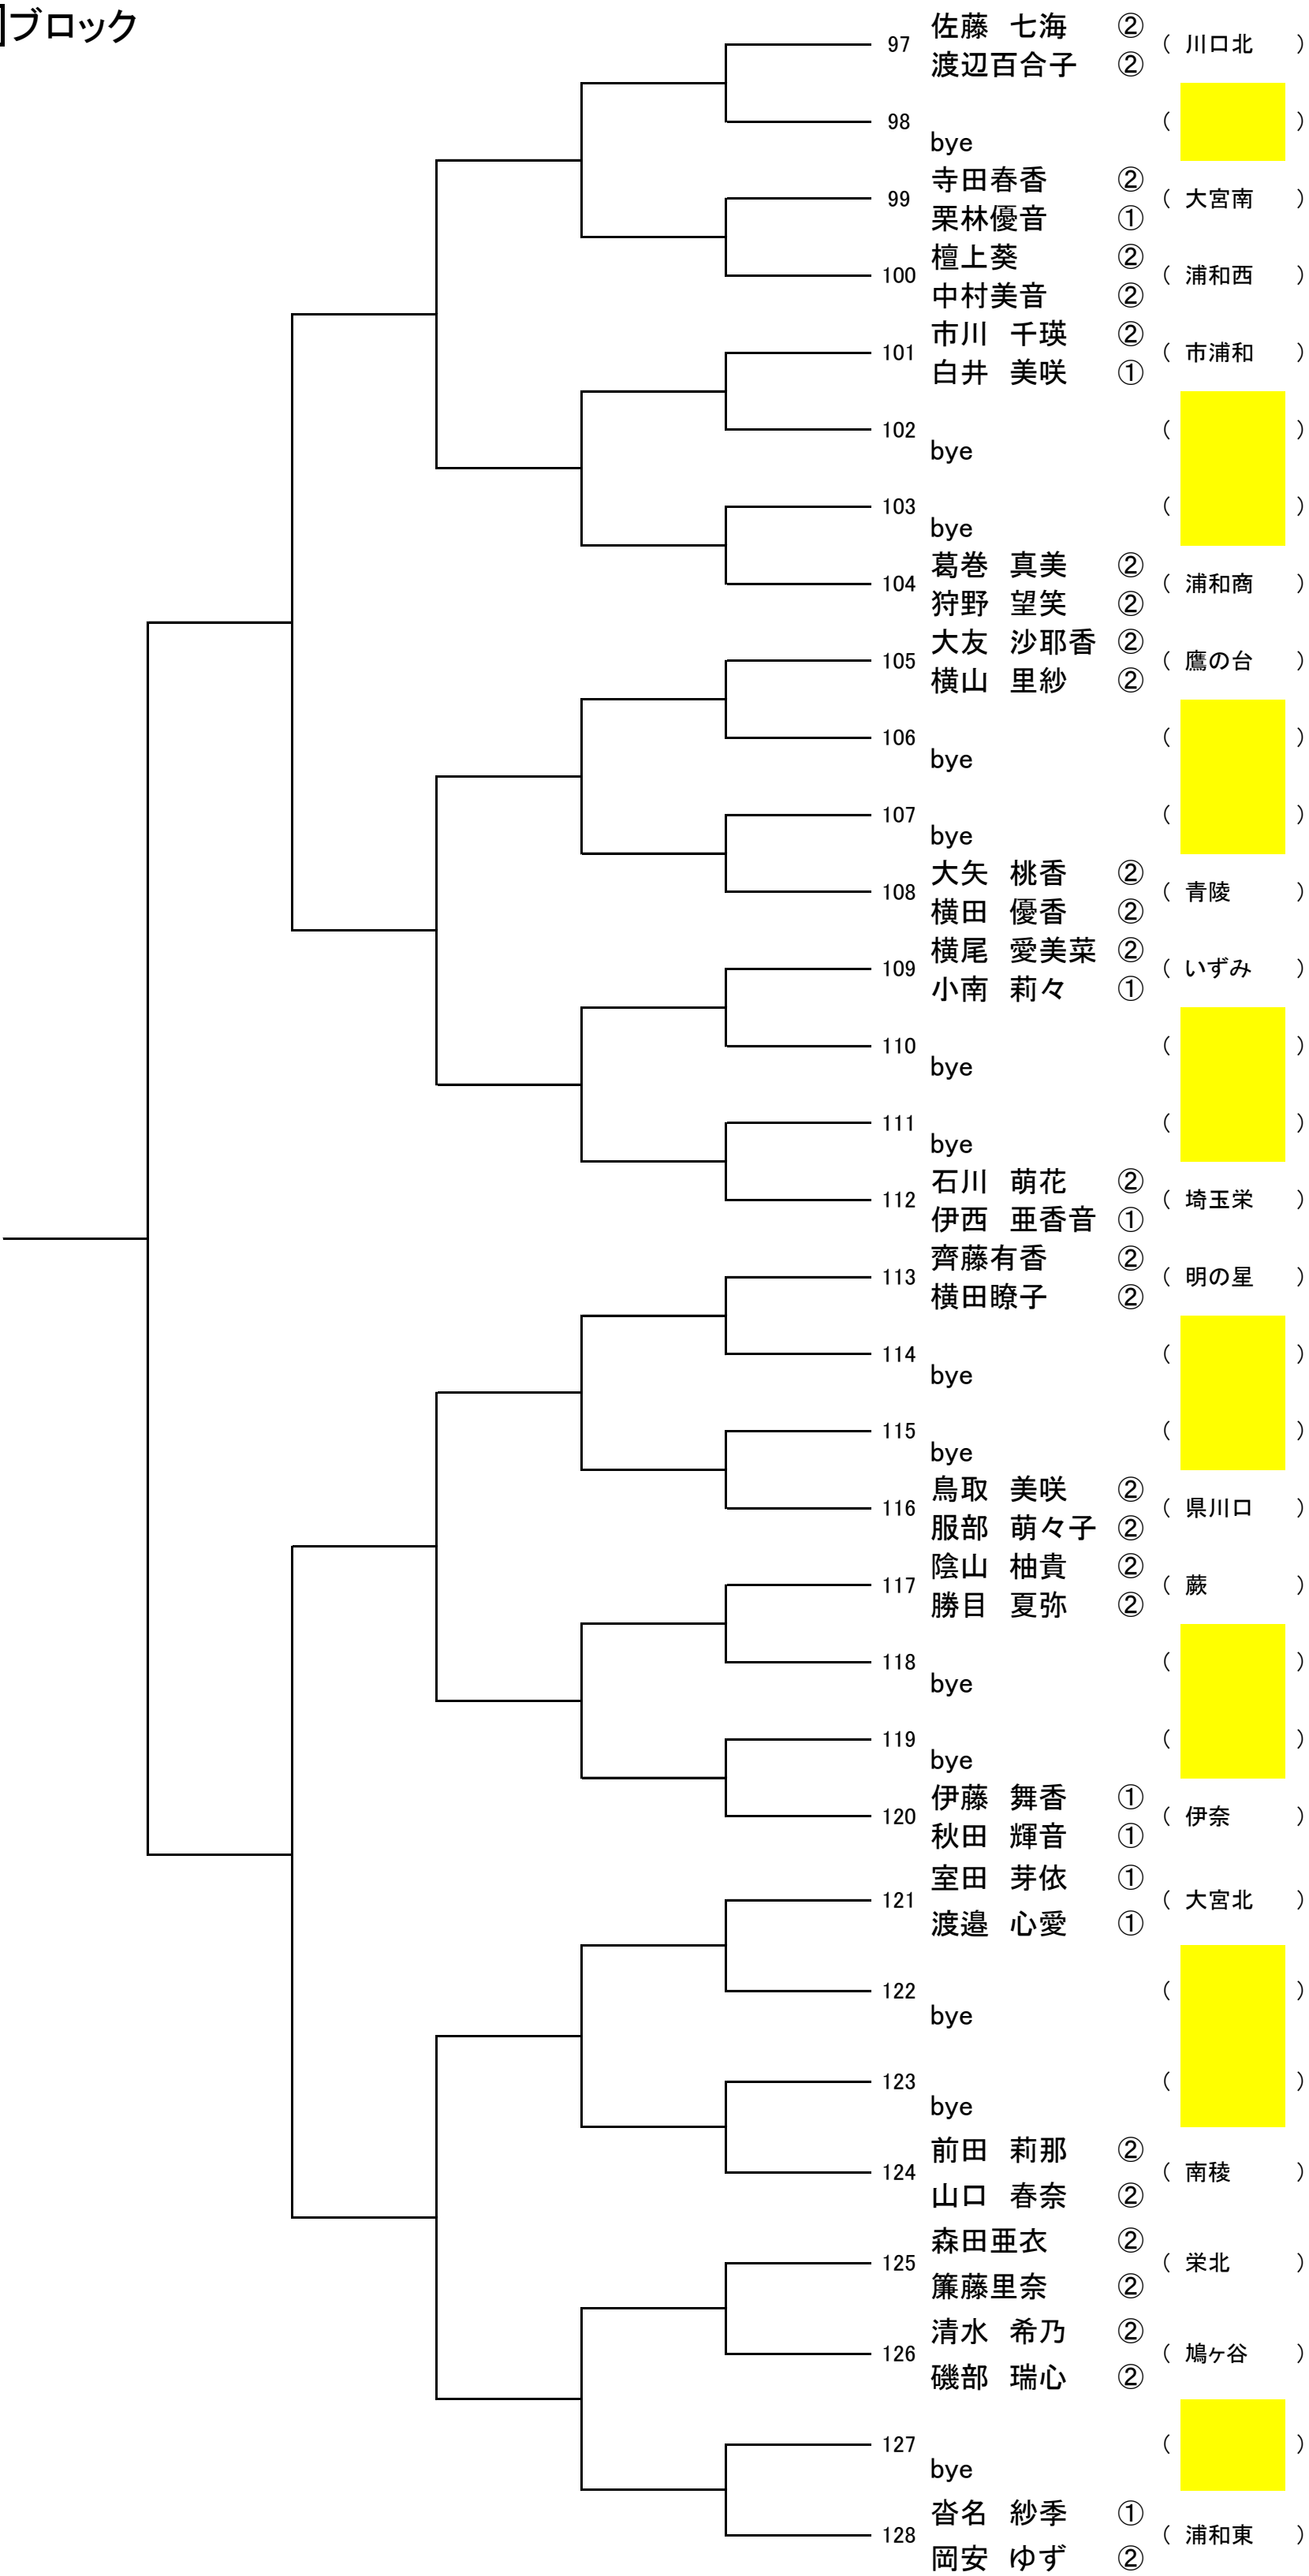 ブロック
佐藤　七海　②
97 （ 川口北 ）
渡辺百合子　②
98 （ ）
bye
寺田春香　②
99 （ 大宮南 ）
栗林優音　①
檀上葵　②
100 （ 浦和西 ）
中村美音　②
市川　千瑛　②
101 （ 市浦和 ）
白井　美咲　①
102 （ ）
bye
103 （ ）
bye
葛巻　真美　②
104 （ 浦和商 ）
狩野　望笑　②
大友　沙耶香　②
105 （ 鷹の台 ）
横山　里紗　②
106 （ ）
bye
107 （ ）
bye
大矢　桃香　②
108 （ 青陵 ）
横田　優香　②
横尾　愛美菜　②
109 （ いずみ ）
小南　莉々　①
110 （ ）
bye
111 （ ）
bye
石川　萌花　②
112 （ 埼玉栄 ）
伊西　亜香音　①
齊藤有香　②
113 （ 明の星 ）
横田瞭子　②
114 （ ）
bye
115 （ ）
bye
鳥取　美咲　②
116 （ 県川口 ）
服部　萌々子　②
陰山　柚貴　②
117 （ 蕨 ）
勝目　夏弥　②
118 （ ）
bye
119 （ ）
bye
伊藤　舞香　①
120 （ 伊奈 ）
秋田　輝音　①
室田　芽依　①
121 （ 大宮北 ）
渡邉　心愛　①
122 （ ）
bye
123 （ ）
bye
前田　莉那　②
124 （ 南稜 ）
山口　春奈　②
森田亜衣　②
125 （ 栄北 ）
簾藤里奈　②
清水　希乃　②
126 （ 鳩ヶ谷 ）
磯部　瑞心　②
127 （ ）
bye
沓名　紗季　①
128 （ 浦和東 ）
岡安　ゆず　②